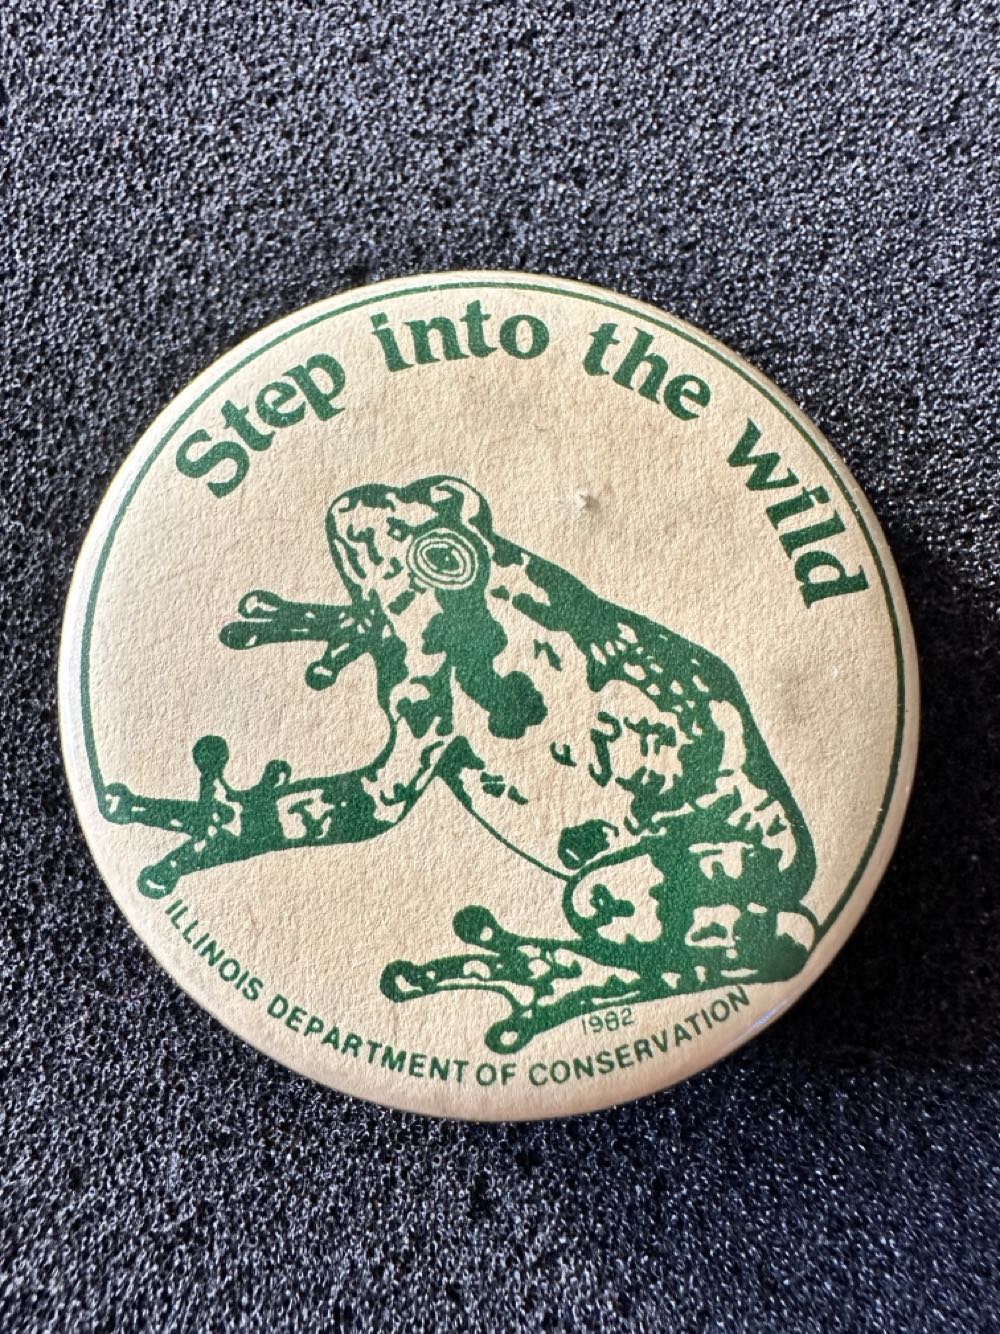 Step into the wild
1982
ILLINOIS DEPARTMENT OF CONSERVATION